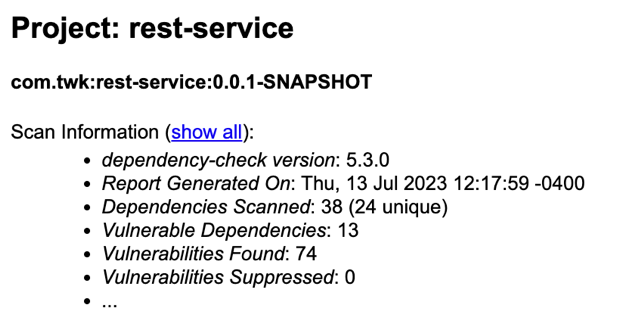 Project: rest-service
com.twk:rest-service:0.0.1-SNAPSHOT
Scan Information (show all):
• dependency-check version: 5.3.0
• Report Generated On: Thu, 13 Jul 2023 12:17:59 -0400
• Dependencies Scanned: 38 (24 unique)
• Vulnerable Dependencies: 13
• Vulnerabilities Found: 74
• Vulnerabilities Suppressed: 0
• ...